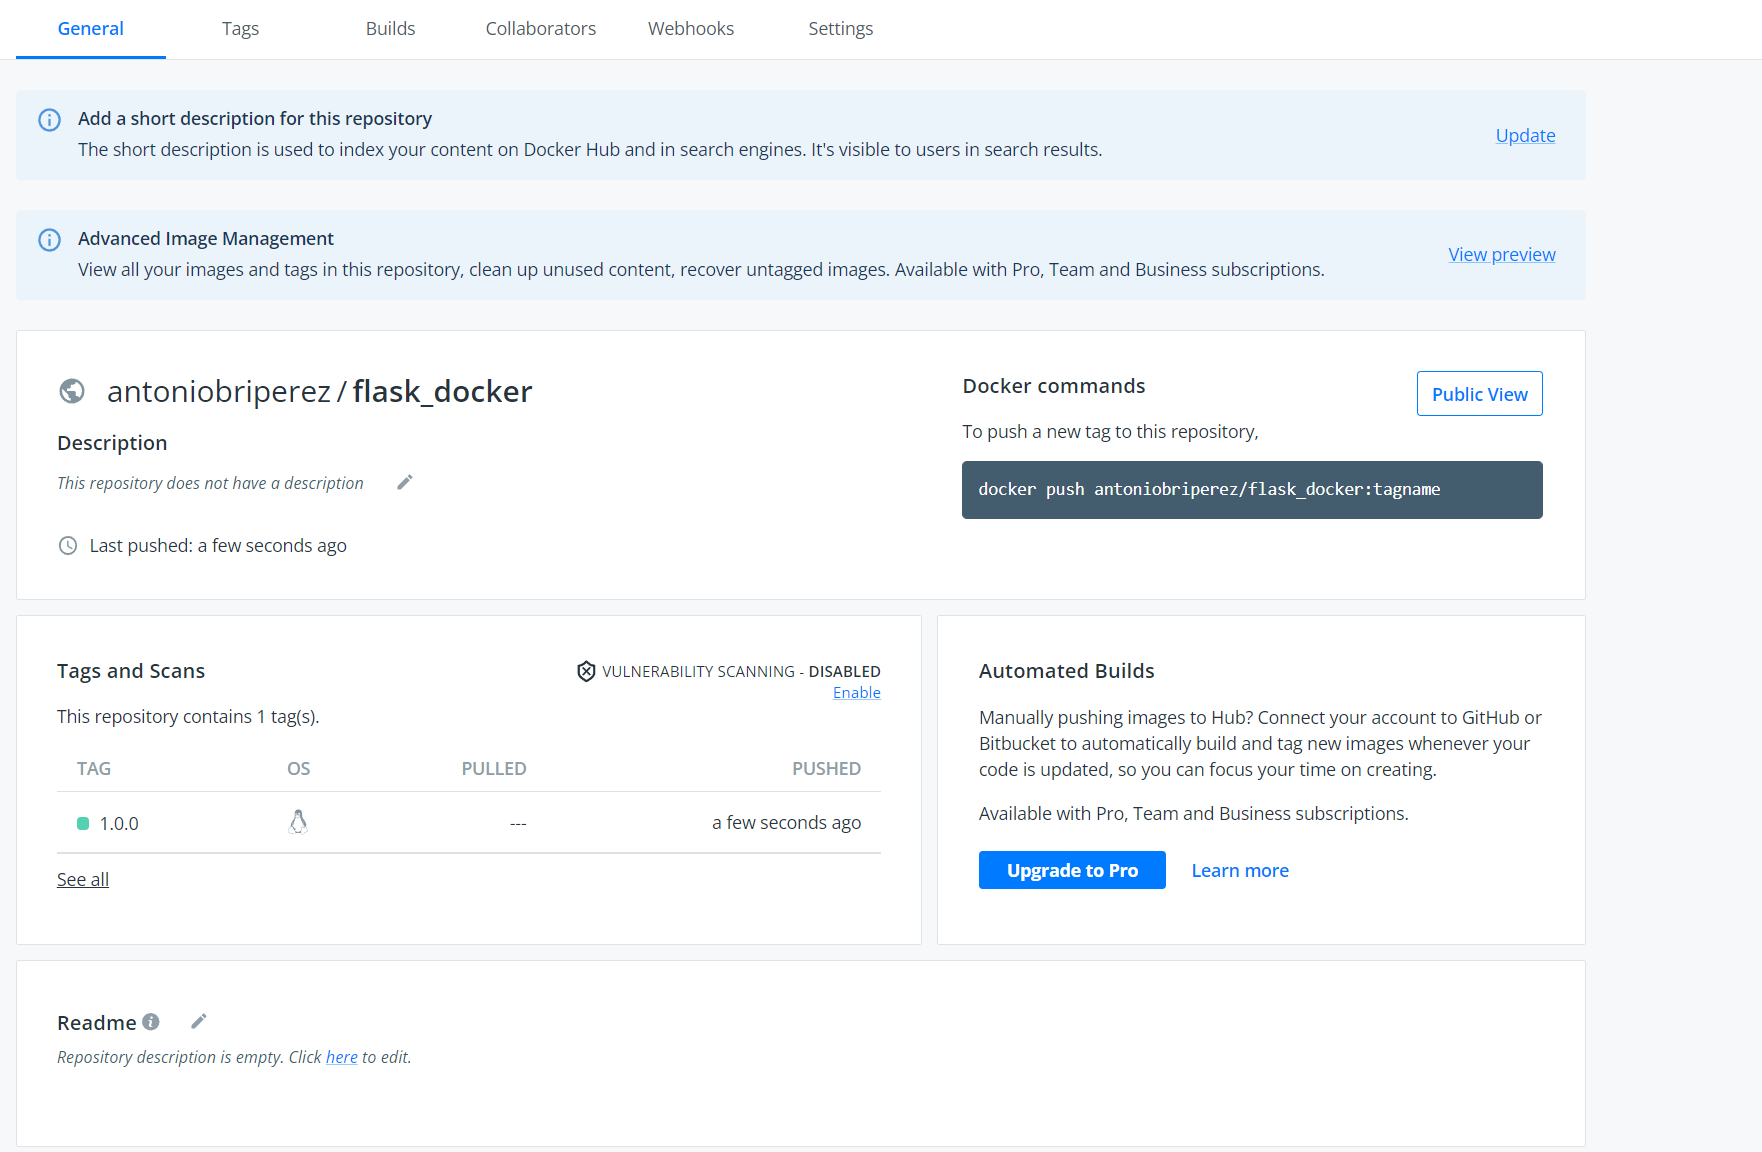 General Tags Builds Collaborators Webhooks Settings
Add a short description for this repository
The short description is used to index your content on Docker Hub and in search engines. It's visible to users in search results.
Update
Advanced Image Management
View all your images and tags in this repository, clean up unused content, recover untagged images. Available with Pro, Team and Business subscriptions.
View preview
antoniobriperez / flask_docker
Description
This repository does not have a description
Last pushed: a few seconds ago
Docker commands
Public View
To push a new tag to this repository,
docker push antoniobriperez/flask_docker:tagname
Tags and Scans
VULNERABILITY SCANNING - DISABLED
Enable
This repository contains 1 tag(s).
TAG OS PULLED PUSHED
1.0.0 --- a few seconds ago
See all
Automated Builds
Manually pushing images to Hub? Connect your account to GitHub or
Bitbucket to automatically build and tag new images whenever your
code is updated, so you can focus your time on creating.
Available with Pro, Team and Business subscriptions.
Upgrade to Pro Learn more
Readme
Repository description is empty. Click here to edit.